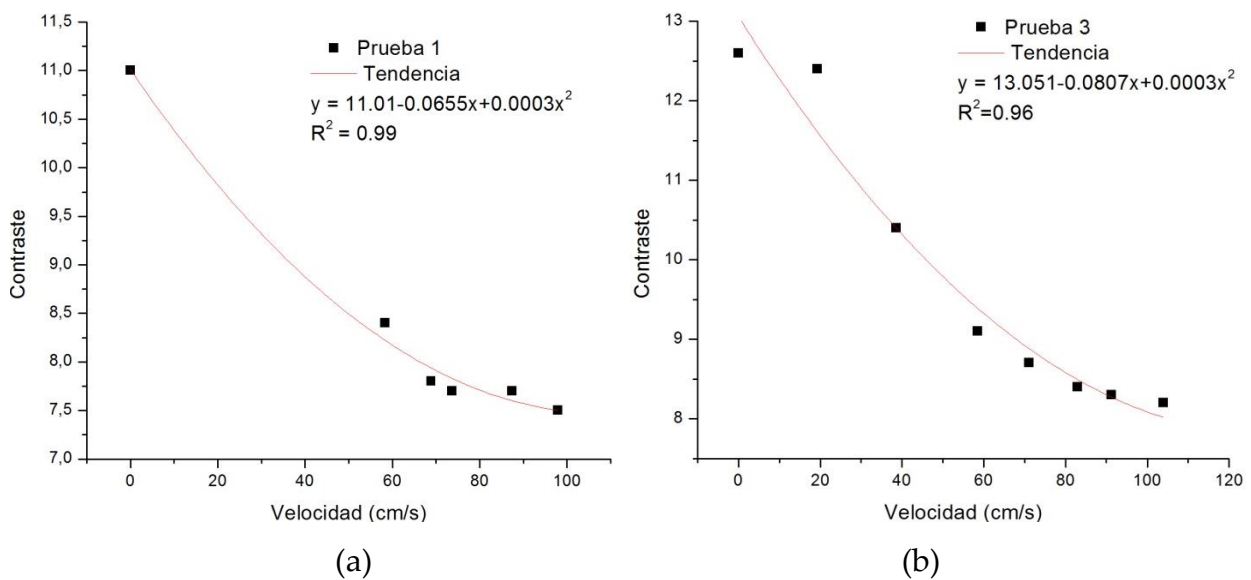 11,5
11,0
10,5
10,0
9,5
9,0
8,5
8,0
7,5
7,0
Contraste
0 20 40 60 80 100
Velocidad (cm/s)
Prueba 1
Tendencia
y = 11.01-0.0655x+0.0003x²
R² = 0.99
(a)
13
12
11
10
9
8
Contraste
0 20 40 60 80 100 120
Velocidad (cm/s)
Prueba 3
Tendencia
y = 13.051-0.0807x+0.0003x²
R²=0.96
(b)